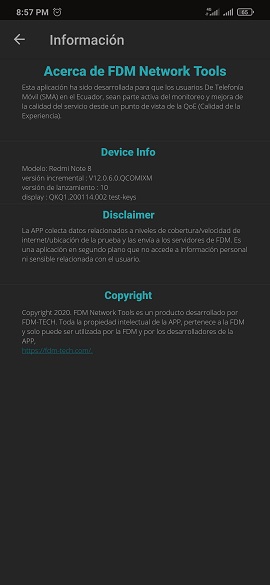 8:57 PM
65
Información
Acerca de FDM Network Tools
Esta aplicación ha sido desarrollada para que los usuarios De Telefonía
Móvil (SMA) en el Ecuador, sean parte activa del monitoreo y mejora de
la calidad del servicio desde un punto de vista de la QoE (Calidad de la
Experiencia).
Device Info
Modelo: Redmi Note 8
versión incremental : V12.0.6.0.QCOMIXM
versión de lanzamiento : 10
display : QKQ1.200114.002 test-keys
Disclaimer
La APP colecta datos relacionados a niveles de cobertura/velocidad de
internet/ubicación de la prueba y las envía a los servidores de FDM. Es
una aplicación en segundo plano que no accede a información personal
ni sensible relacionada con el usuario.
Copyright
Copyright 2020. FDM Network Tools es un producto desarrollado por
FDM-TECH. Toda la propiedad intelectual de la APP, pertenece a la FDM
y solo puede ser utilizada por la FDM y por los desarrolladores de la
APP,
https://fdm-tech.com/.